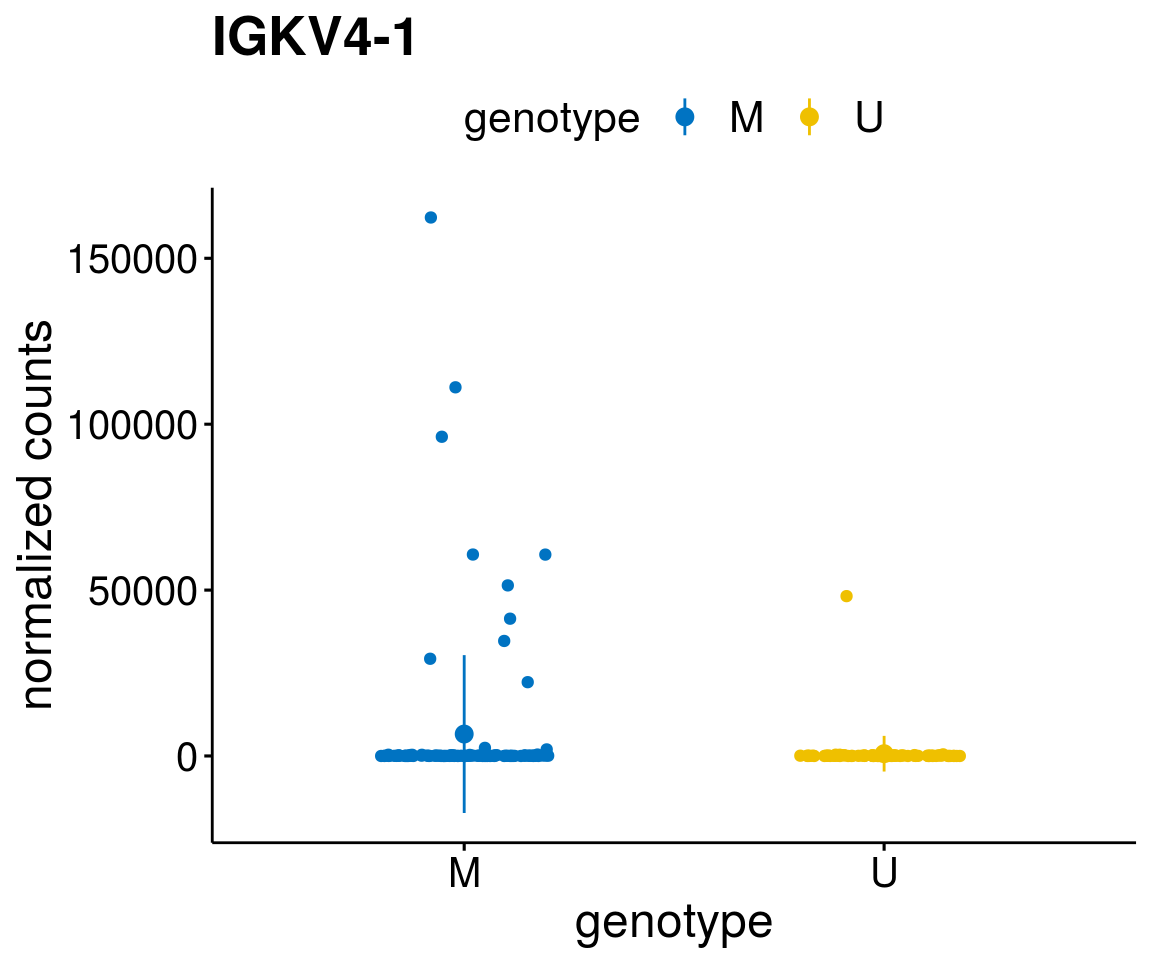 IGKV4-1
genotype M U
150000
100000
50000
0
normalized counts
M U
genotype